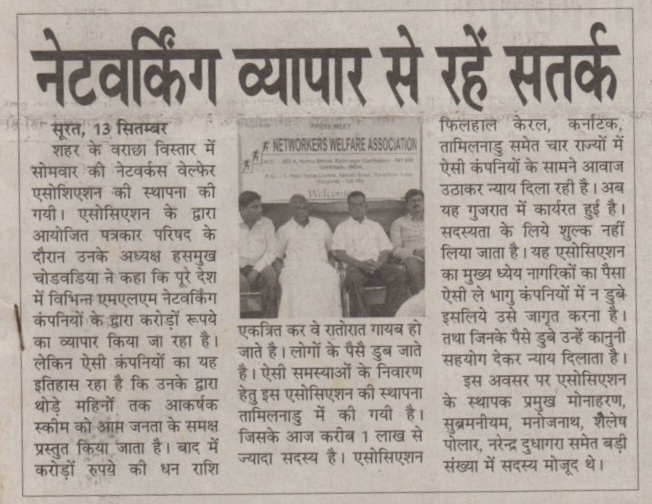 नेटवर्किंग व्यापार से रहें सतर्क
सूरत, 13 सितम्बर
शहर के वराछा विस्तार में
सोमवार को नेटवर्कस वेल्फेर
एसोशिएशन की स्थापना की
गयी। एसोसिएशन के द्वारा
आयोजित पत्रकार परिषद के
दौरान उनके अध्यक्ष हसमुख
चोडवडिया ने कहा कि पूरे देश
में विभिन्न एमएलएम नेटवर्किंग
कंपनियों के द्वारा करोड़ों रूपये
का व्यापार किया जा रहा है।
लेकिन ऐसी कंपनियों का यह
इतिहास रहा है कि उनके द्वारा
थोड़े महिनों तक आकर्षक
स्कीम को आम जनता के समक्ष
प्रस्तुत किया जाता है। बाद में
करोड़ों रुपये की धन राशि
PRESS MEET
NETWORKERS WELFARE ASSOCIATION
Welcome
एकत्रित कर वे रातोरात गायब हो
जाते है। लोगों के पैसै डुब जाते
है। ऐसी समस्याओं के निवारण
हेतु इस एसोसिएशन की स्थापना
तामिलनाडु में की गयी है।
जिसके आज करीब 1 लाख से
ज्यादा सदस्य है। एसोसिएशन
फिलहाल केरल, कर्नाटक,
तामिलनाडु समेत चार राज्यों में
ऐसी कंपनियों के सामने आवाज
उठाकर न्याय दिला रही है। अब
यह गुजरात में कार्यरत हुई है।
सदस्यता के लिये शुल्क नहीं
लिया जाता है। यह एसोसिएशन
का मुख्य ध्येय नागरिकों का पैसा
ऐसी ले भागु कंपनियों में न डुबे
इसलिये उसे जागृत करना है।
तथा जिनके पैसे डुबे उन्हें कानुनी
सहयोग देकर न्याय दिलाता है।
इस अवसर पर एसोसिएशन
के स्थापक प्रमुख मोनाहरण,
सुब्रमनीयम, मनोजनाथ, शैलेष
पोलार, नरेन्द्र दुधागरा समेत बड़ी
संख्या में सदस्य मोजूद थे।